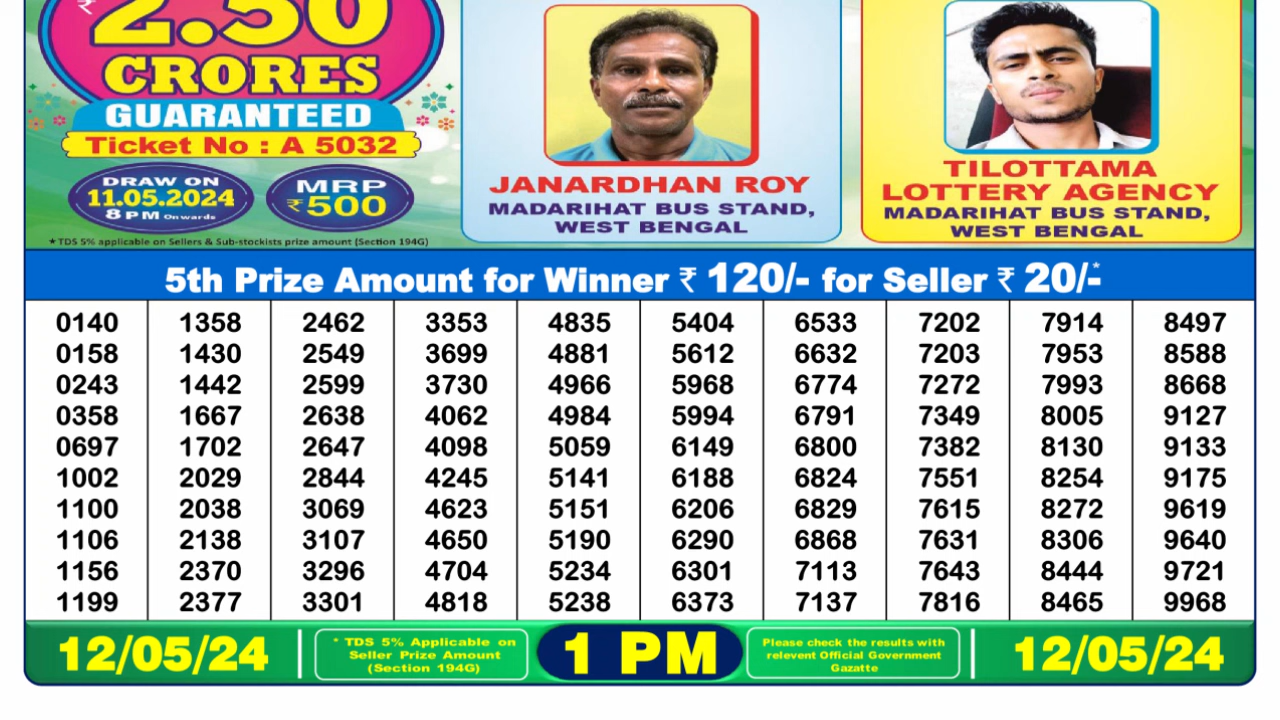 ₹ 2.50
CRORES
GUARANTEED
Ticket No : A 5032
DRAW ON
11.05.2024
8 PM Onwards
MRP
₹500
★TDS 5% applicable on Sellers & Sub-stockists prize amount (Section 194G)
JANARDHAN ROY
MADARIHAT BUS STAND,
WEST BENGAL
TILOTTAMA
LOTTERY AGENCY
MADARIHAT BUS STAND,
WEST BENGAL
5th Prize Amount for Winner ₹ 120/- for Seller ₹ 20/-*
0140 1358 2462 3353 4835 5404 6533 7202 7914 8497
0158 1430 2549 3699 4881 5612 6632 7203 7953 8588
0243 1442 2599 3730 4966 5968 6774 7272 7993 8668
0358 1667 2638 4062 4984 5994 6791 7349 8005 9127
0697 1702 2647 4098 5059 6149 6800 7382 8130 9133
1002 2029 2844 4245 5141 6188 6824 7551 8254 9175
1100 2038 3069 4623 5151 6206 6829 7615 8272 9619
1106 2138 3107 4650 5190 6290 6868 7631 8306 9640
1156 2370 3296 4704 5234 6301 7113 7643 8444 9721
1199 2377 3301 4818 5238 6373 7137 7816 8465 9968
12/05/24
* TDS 5% Applicable on
Seller Prize Amount
(Section 194G)
1 PM
Please check the results with
relevent Official Government
Gazatte
12/05/24